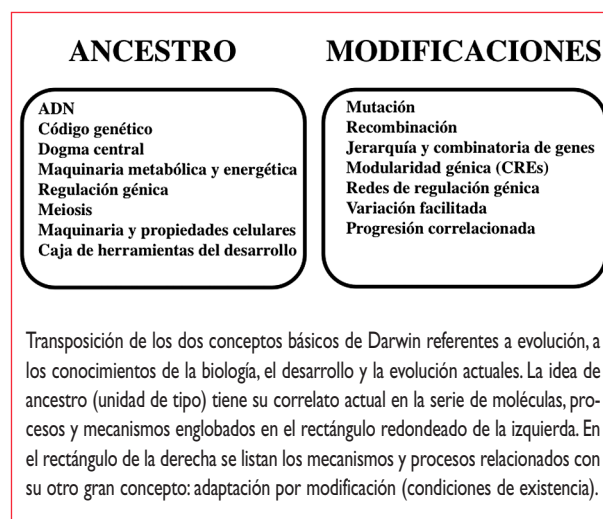 ANCESTRO
ADN
Código genético
Dogma central
Maquinaria metabólica y energética
Regulación génica
Meiosis
Maquinaria y propiedades celulares
Caja de herramientas del desarrollo
MODIFICACIONES
Mutación
Recombinación
Jerarquía y combinatoria de genes
Modularidad génica (CREs)
Redes de regulación génica
Variación facilitada
Progresión correlacionada
Transposición de los dos conceptos básicos de Darwin referentes a evolución, a
los conocimientos de la biología, el desarrollo y la evolución actuales. La idea de
ancestro (unidad de tipo) tiene su correlato actual en la serie de moléculas, pro-
cesos y mecanismos englobados en el rectángulo redondeado de la izquierda. En
el rectángulo de la derecha se listan los mecanismos y procesos relacionados con
su otro gran concepto: adaptación por modificación (condiciones de existencia).